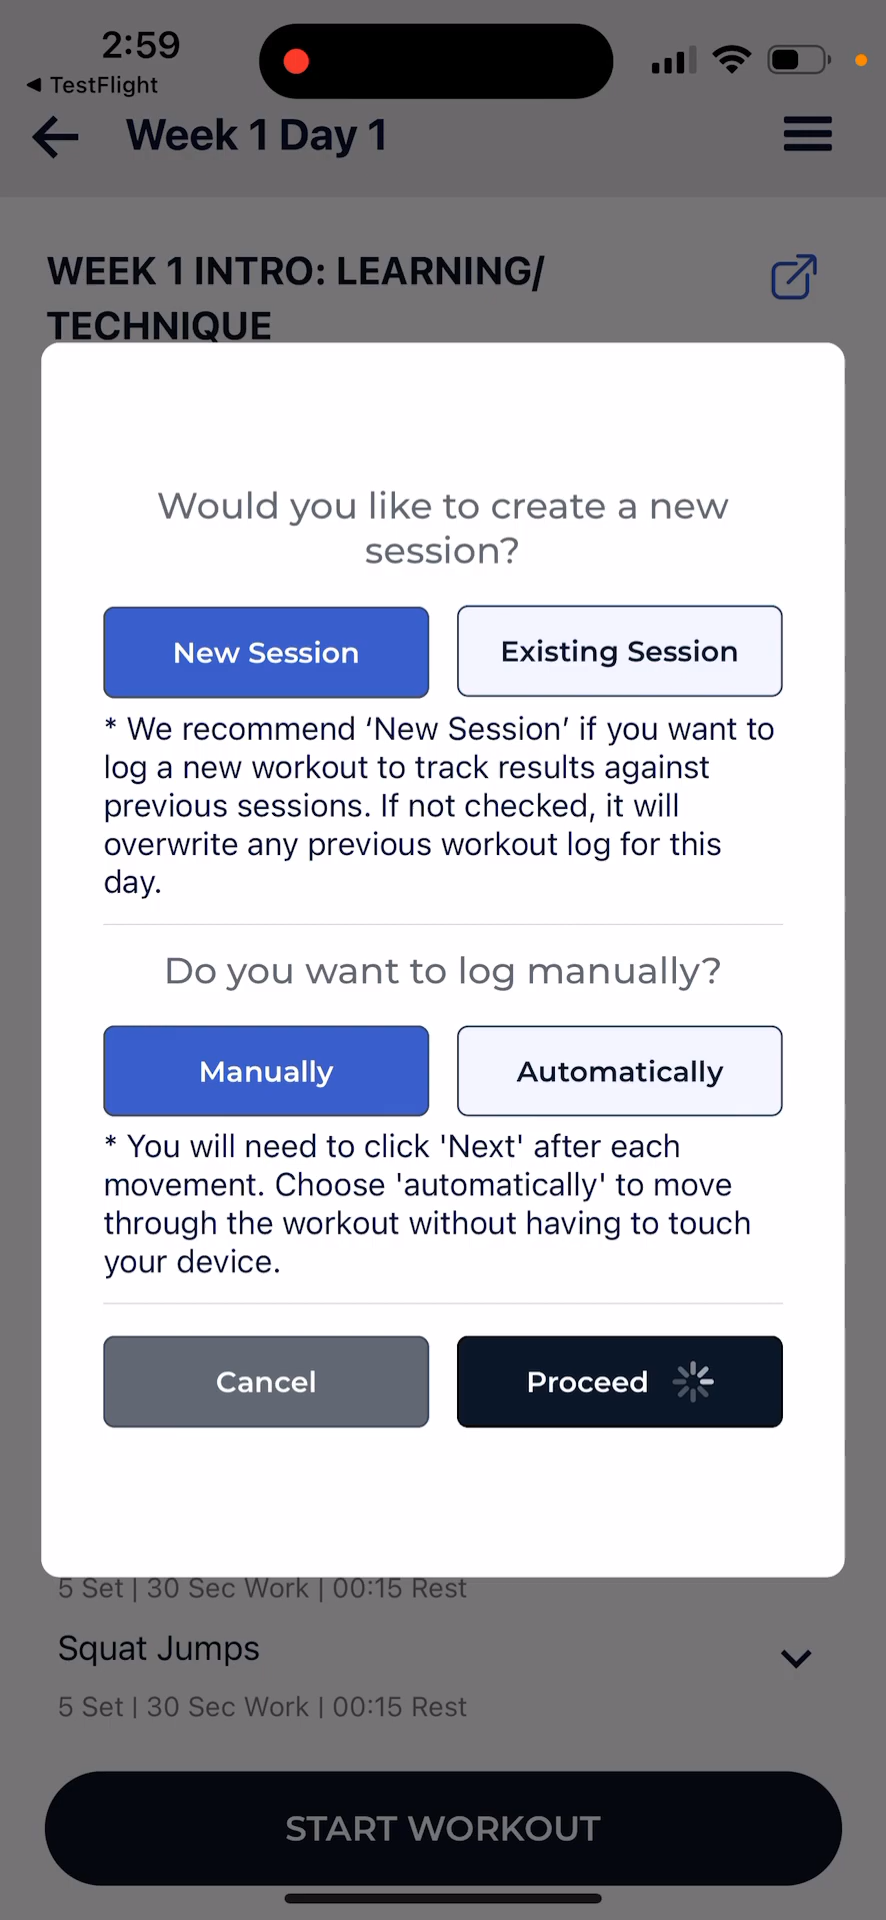 2:59
◀ TestFlight
Week 1 Day 1
WEEK 1 INTRO: LEARNING/
TECHNIQUE
Would you like to create a new
session?
New Session
Existing Session
* We recommend ‘New Session’ if you want to
log a new workout to track results against
previous sessions. If not checked, it will
overwrite any previous workout log for this
day.
Do you want to log manually?
Manually
Automatically
* You will need to click 'Next' after each
movement. Choose 'automatically' to move
through the workout without having to touch
your device.
Cancel
Proceed
5 Set | 30 Sec Work | 00:15 Rest
Squat Jumps
5 Set | 30 Sec Work | 00:15 Rest
START WORKOUT